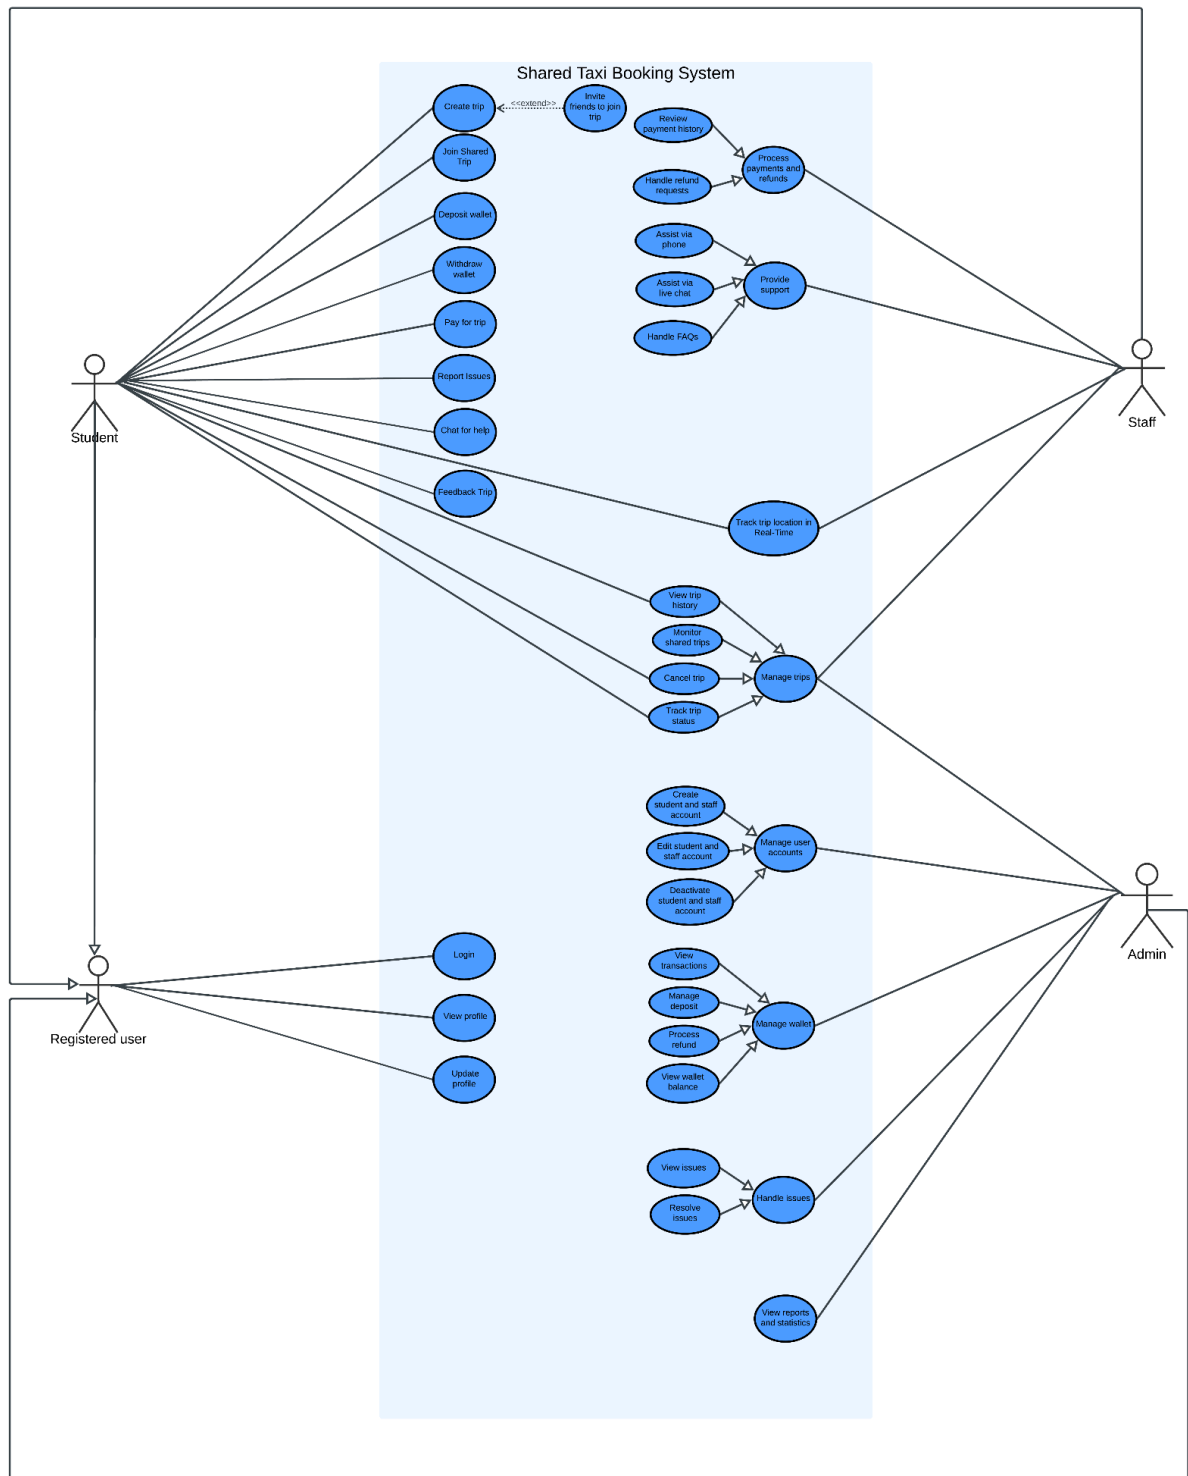 Shared Taxi Booking System
Create trip
<<extend>>
Invite
friends to join
trip
Review
payment history
Join Shared
Trip
Process
payments and
refunds
Handle refund
requests
Deposit wallet
Assist via
phone
Withdraw
wallet
Assist via
live chat
Provide
support
Pay for trip
Handle FAQs
Report Issues
Student
Staff
Chat for help
Feedback Trip
Track trip location in
Real-Time
View trip
history
Monitor
shared trips
Cancel trip
Manage trips
Track trip
status
Create
student and staff
account
Edit student and
staff account
Manage user
accounts
Deactivate
student and staff
account
Admin
Login
View
transactions
Manage
deposit
View profile
Manage wallet
Registered user
Process
refund
Update
profile
View wallet
balance
View issues
Handle issues
Resolve
issues
View reports
and statistics